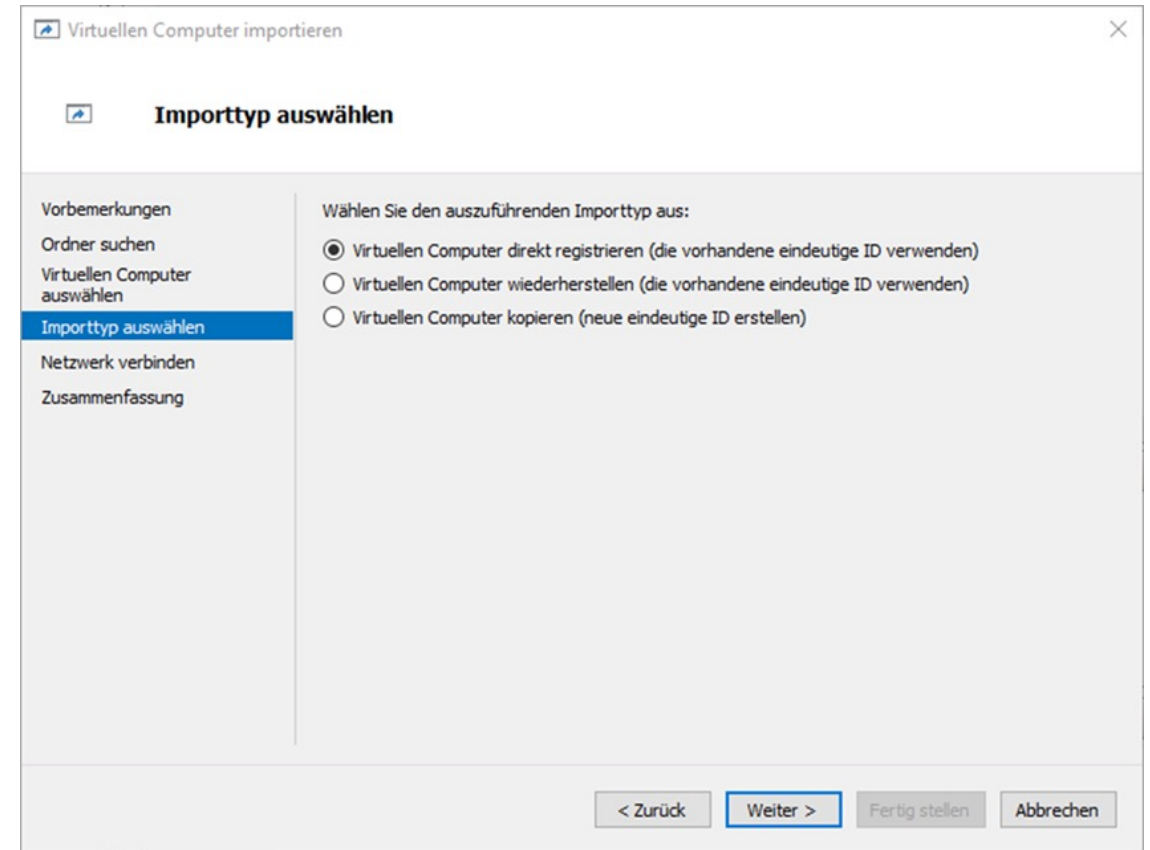 Virtuellen Computer importieren
Importtyp auswählen
Vorbemerkungen
Ordner suchen
Virtuellen Computer
auswählen
Importtyp auswählen
Netzwerk verbinden
Zusammenfassung
Wählen Sie den auszuführenden Importtyp aus:
Virtuellen Computer direkt registrieren (die vorhandene eindeutige ID verwenden)
Virtuellen Computer wiederherstellen (die vorhandene eindeutige ID verwenden)
Virtuellen Computer kopieren (neue eindeutige ID erstellen)
< Zurück
Weiter >
Fertig stellen
Abbrechen